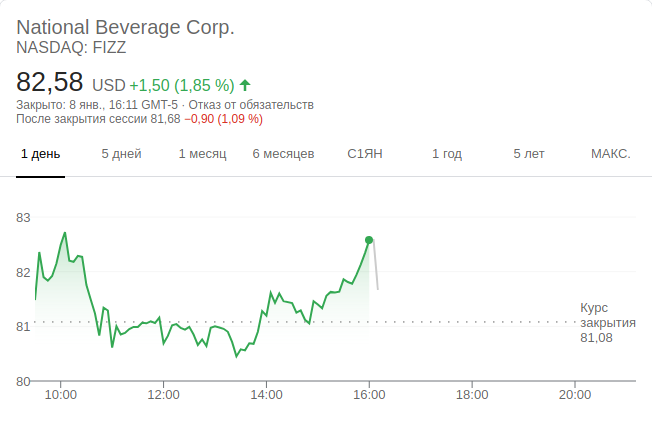 National Beverage Corp.
NASDAQ: FIZZ
82,58 USD +1,50 (1,85 %)
Закрыто: 8 янв., 16:11 GMT-5 · Отказ от обязательств
После закрытия сессии 81,68 −0,90 (1,09 %)
1 день 5 дней 1 месяц 6 месяцев С1ЯН 1 год 5 лет МАКС.
83
82
81
80
Курс
закрытия
81,08
10:00 12:00 14:00 16:00 18:00 20:00